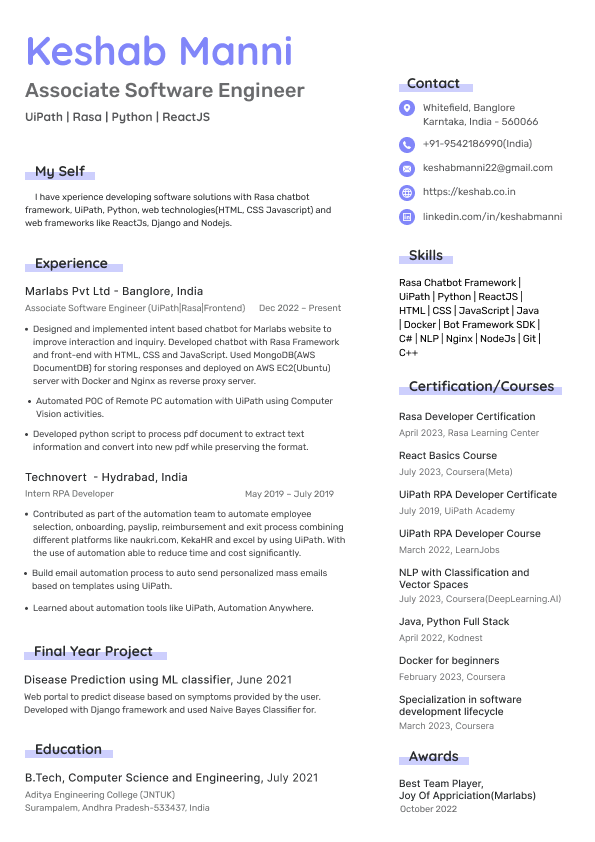 Keshab Manni
Associate Software Engineer
UiPath | Rasa | Python | ReactJS
My Self
I have xperience developing software solutions with Rasa chatbot
framework, UiPath, Python, web technologies(HTML, CSS Javascript) and
web frameworks like ReactJs, Django and Nodejs.
Experience
Marlabs Pvt Ltd - Banglore, India
Associate Software Engineer (UiPath|Rasa|Frontend) Dec 2022 – Present
• Designed and implemented intent based chatbot for Marlabs website to
improve interaction and inquiry. Developed chatbot with Rasa Framework
and front-end with HTML, CSS and JavaScript. Used MongoDB(AWS
DocumentDB) for storing responses and deployed on AWS EC2(Ubuntu)
server with Docker and Nginx as reverse proxy server.
• Automated POC of Remote PC automation with UiPath using Computer
Vision activities.
• Developed python script to process pdf document to extract text
information and convert into new pdf while preserving the format.
Technovert - Hydrabad, India
Intern RPA Developer May 2019 – July 2019
• Contributed as part of the automation team to automate employee
selection, onboarding, payslip, reimbursement and exit process combining
different platforms like naukri.com, KekaHR and excel by using UiPath. With
the use of automation able to reduce time and cost significantly.
• Build email automation process to auto send personalized mass emails
based on templates using UiPath.
• Learned about automation tools like UiPath, Automation Anywhere.
Final Year Project
Disease Prediction using ML classifier, June 2021
Web portal to predict disease based on symptoms provided by the user.
Developed with Django framework and used Naive Bayes Classifier for.
Education
B.Tech, Computer Science and Engineering, July 2021
Aditya Engineering College (JNTUK)
Surampalem, Andhra Pradesh-533437, India
Contact
Whitefield, Banglore
Karntaka, India - 560066
+91-9542186990(India)
keshabmanni22@gmail.com
https://keshab.co.in
linkedin.com/in/keshabmanni
Skills
Rasa Chatbot Framework |
UiPath | Python | ReactJS |
HTML | CSS | JavaScript | Java
| Docker | Bot Framework SDK |
C# | NLP | Nginx | NodeJs | Git |
C++
Certification/Courses
Rasa Developer Certification
April 2023, Rasa Learning Center
React Basics Course
July 2023, Coursera(Meta)
UiPath RPA Developer Certificate
July 2019, UiPath Academy
UiPath RPA Developer Course
March 2022, LearnJobs
NLP with Classification and
Vector Spaces
July 2023, Coursera(DeepLearning.AI)
Java, Python Full Stack
April 2022, Kodnest
Docker for beginners
February 2023, Coursera
Specialization in software
development lifecycle
March 2023, Coursera
Awards
Best Team Player,
Joy Of Appriciation(Marlabs)
October 2022